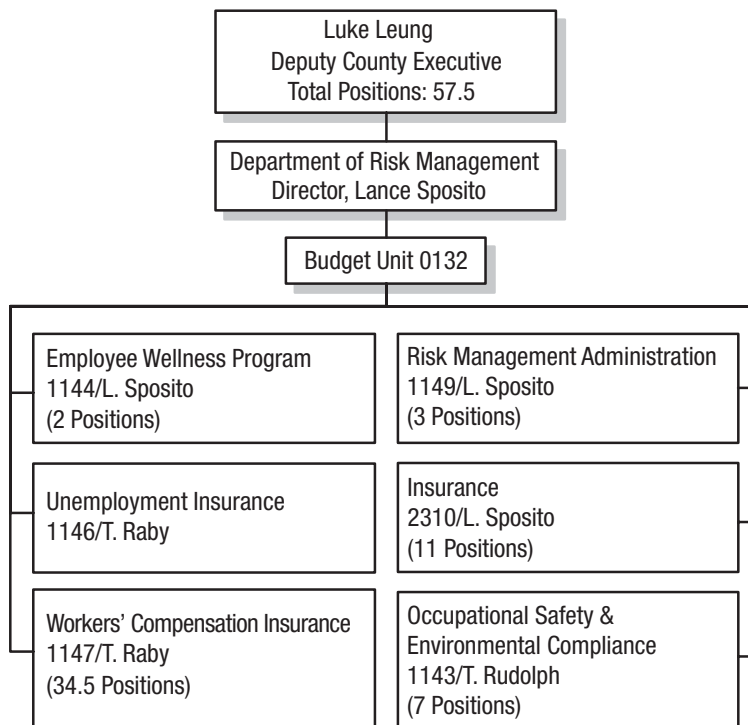 Luke Leung
Deputy County Executive
Total Positions: 57.5
Department of Risk Management
Director, Lance Sposito
Budget Unit 0132
Employee Wellness Program
1144/L. Sposito
(2 Positions)
Risk Management Administration
1149/L. Sposito
(3 Positions)
Unemployment Insurance
1146/T. Raby
Insurance
2310/L. Sposito
(11 Positions)
Workers’ Compensation Insurance
1147/T. Raby
(34.5 Positions)
Occupational Safety &
Environmental Compliance
1143/T. Rudolph
(7 Positions)